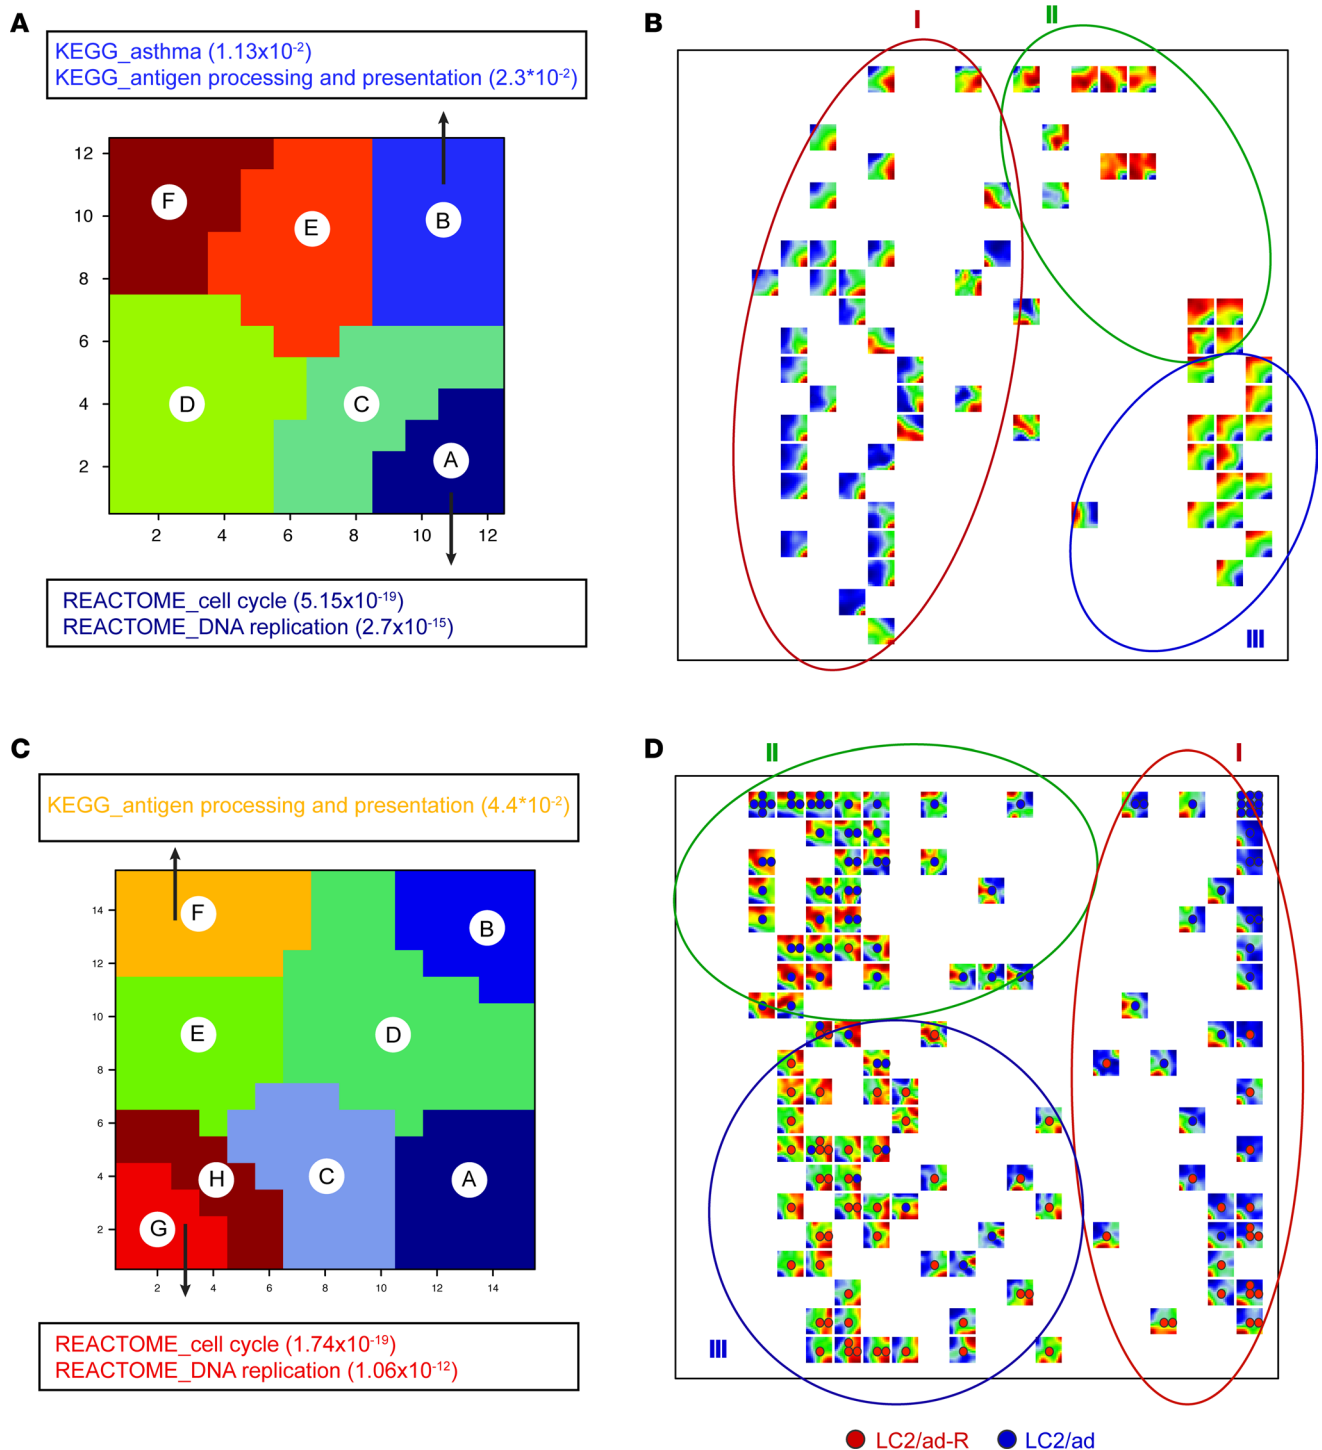 A
KEGG_asthma (1.13x10-2)
KEGG_antigen processing and presentation (2.3*10-2)
12
10
8
6
4
2
F
E
B
D
C
A
2 4 6 8 10 12
REACTOME_cell cycle (5.15x10-19)
REACTOME_DNA replication (2.7x10-15)
B
I
II
III
C
KEGG_antigen processing and presentation (4.4*10-2)
14
12
10
8
6
4
2
F
B
E
D
H
C
A
G
2 4 6 8 10 12 14
REACTOME_cell cycle (1.74x10-19)
REACTOME_DNA replication (1.06x10-12)
D
II
I
III
LC2/ad-R LC2/ad